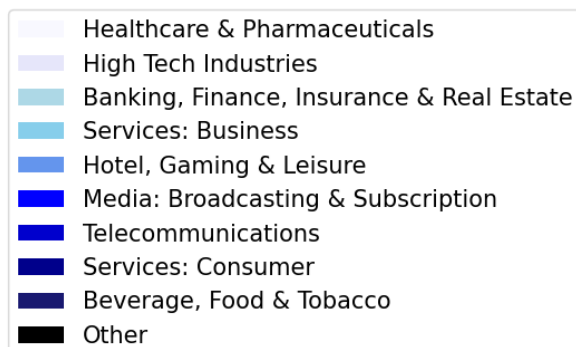 Healthcare & Pharmaceuticals
High Tech Industries
Banking, Finance, Insurance & Real Estate
Services: Business
Hotel, Gaming & Leisure
Media: Broadcasting & Subscription
Telecommunications
Services: Consumer
Beverage, Food & Tobacco
Other